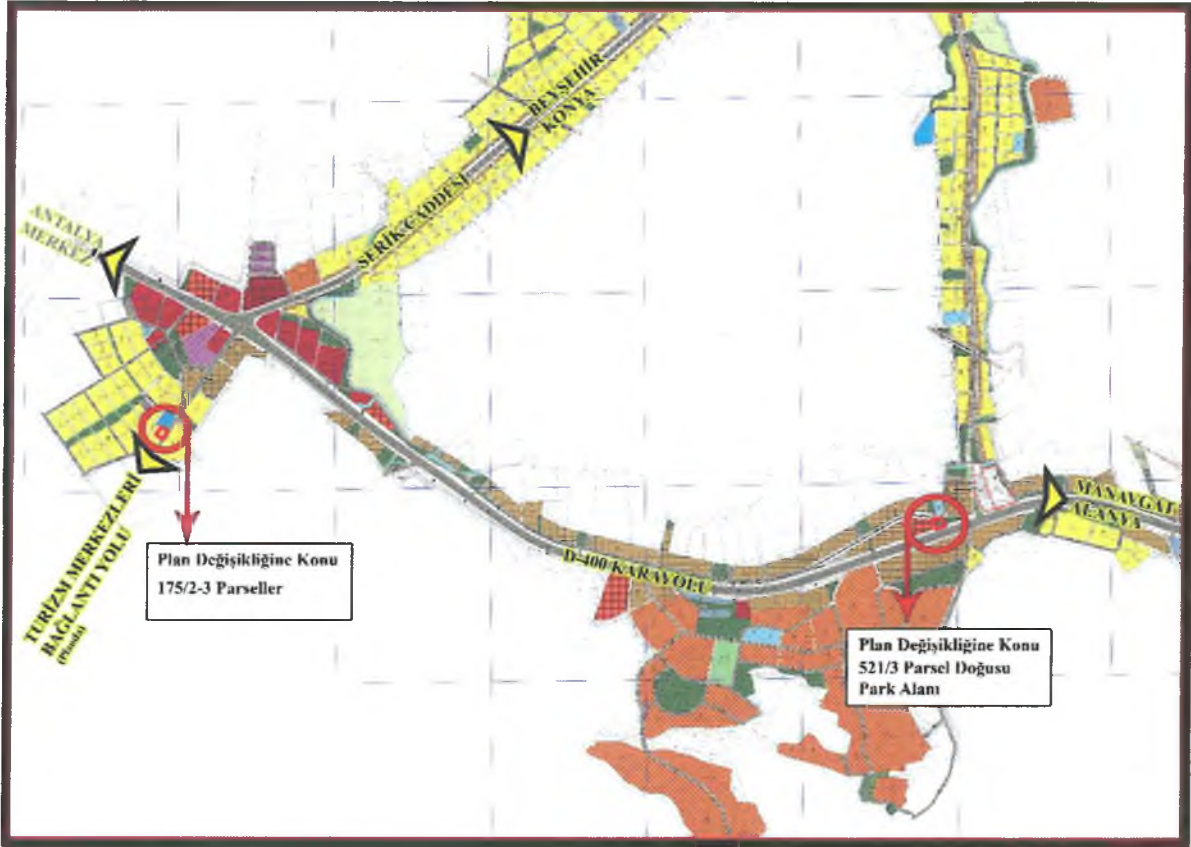 BEYŞEHİR
KONYA
SERİK CADDESİ
ANTALYA
MERKEZ
TURİZM MERKEZLERİ
BAĞLANTI YOLU
(Planda)
Plan Değişikliğine Konu
175/2-3 Parseller
D-400 KARAYOLU
MANAVGAT
ALANYA
Plan Değişikliğine Konu
521/3 Parsel Doğusu
Park Alanı